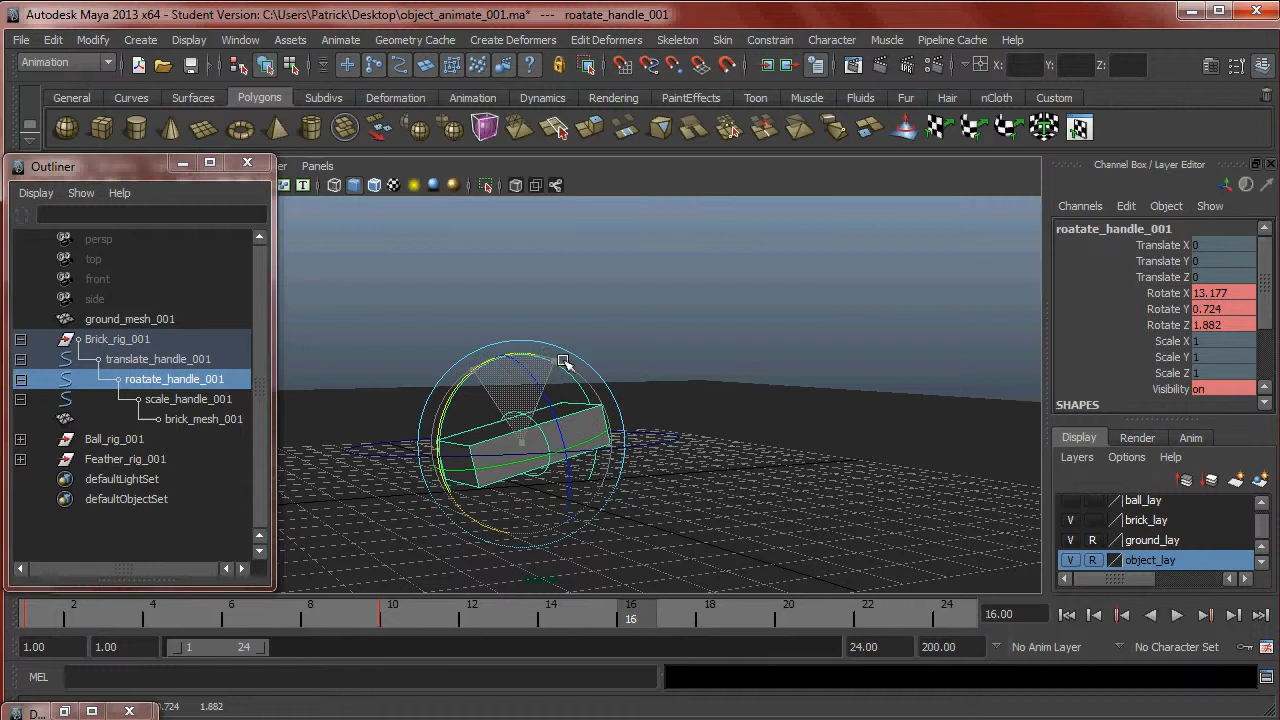 Autodesk Maya 2013 x64 - Student Version: C:\Users\Patrick\Desktop\object_animate_001.ma* --- roatate_handle_001
File Edit Modify Create Display Window Assets Animate Geometry Cache Create Deformers Edit Deformers Skeleton Skin Constrain Character Muscle Pipeline Cache Help
Animation X: Y: Z:
General Curves Surfaces Polygons Subdivs Deformation Animation Dynamics Rendering PaintEffects Toon Muscle Fluids Fur Hair nCloth Custom
Outliner
Display Show Help
persp
top
front
side
ground_mesh_001
Brick_rig_001
translate_handle_001
roatate_handle_001
scale_handle_001
brick_mesh_001
Ball_rig_001
Feather_rig_001
defaultLightSet
defaultObjectSet
Panels
Channel Box / Layer Editor
Channels Edit Object Show
roatate_handle_001
Translate X 0
Translate Y 0
Translate Z 0
Rotate X 13.177
Rotate Y 0.724
Rotate Z 1.882
Scale X 1
Scale Y 1
Scale Z 1
Visibility on
SHAPES
Display Render Anim
Layers Options Help
ball_lay
V brick_lay
V R ground_lay
V R object_lay
2 4 6 8 10 12 14 16 18 20 22 24
16
16.00
1.00 1.00 1 24 24.00 200.00 No Anim Layer No Character Set
MEL
D...
.724 1.882